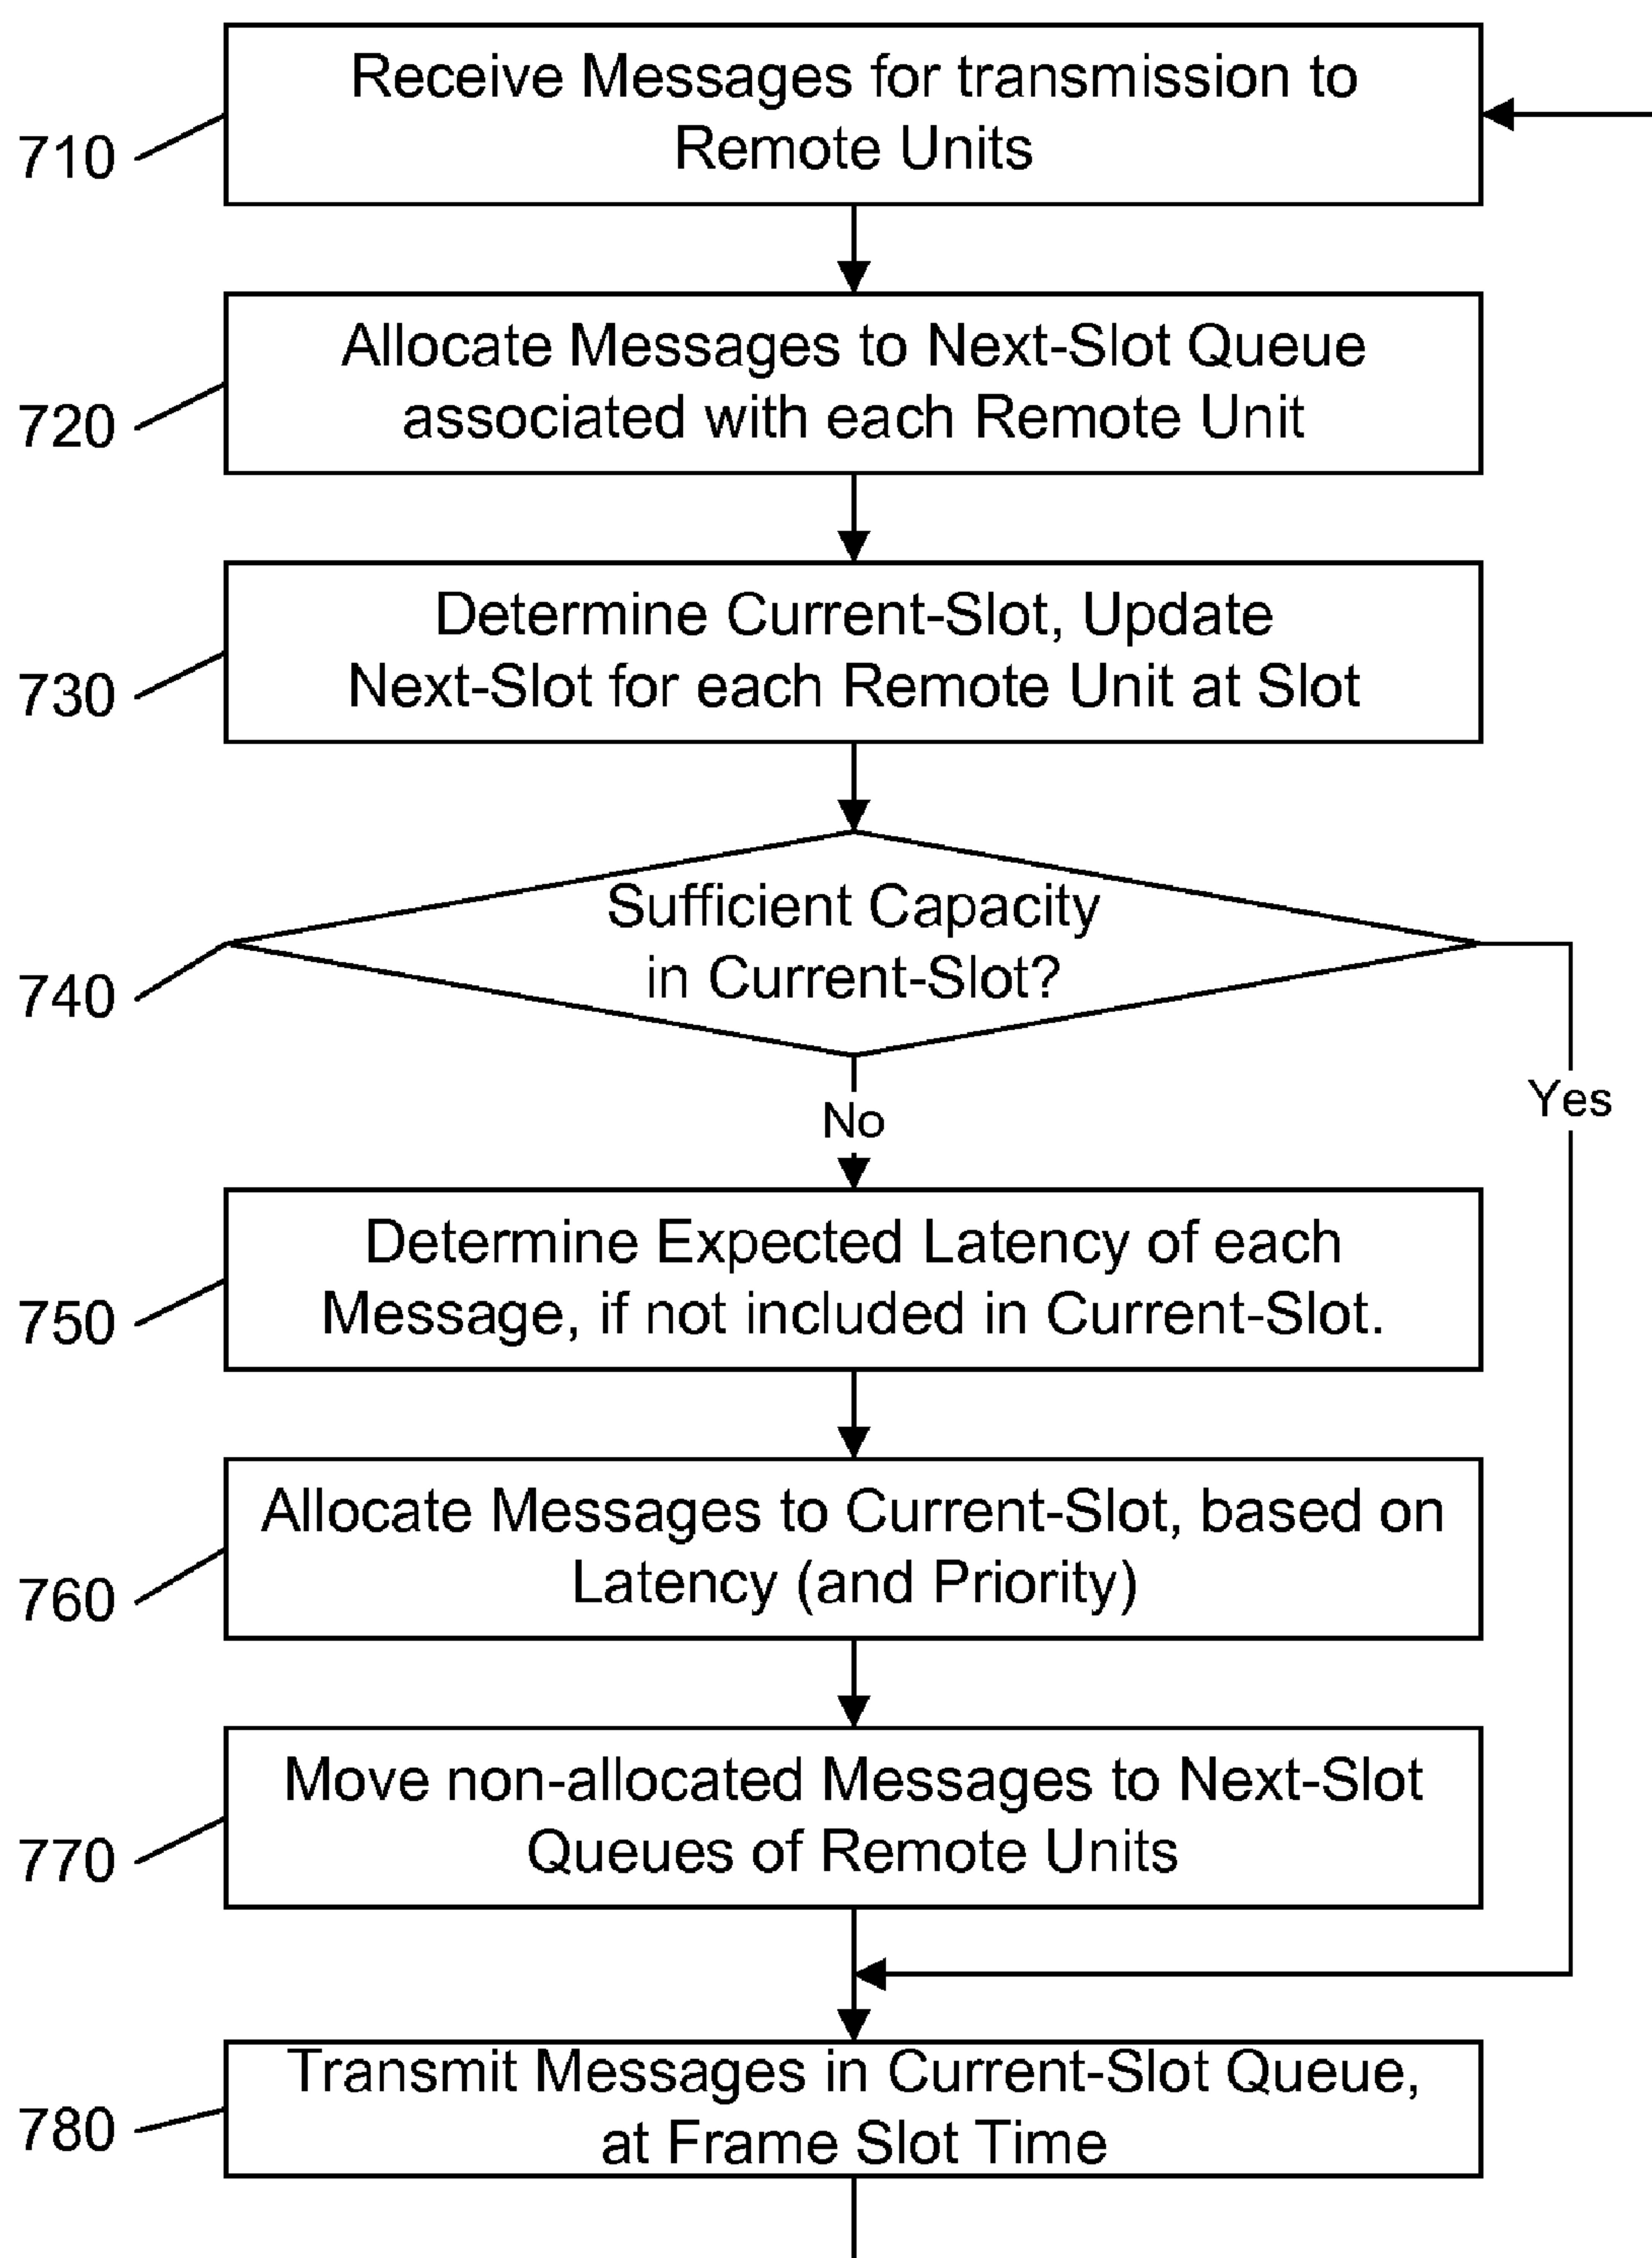 Receive Messages for transmission to
Remote Units
710
Allocate Messages to Next-Slot Queue
associated with each Remote Unit
720
Determine Current-Slot, Update
Next-Slot for each Remote Unit at Slot
730
Sufficient Capacity
in Current-Slot?
740
Yes
No
Determine Expected Latency of each
Message, if not included in Current-Slot.
750
Allocate Messages to Current-Slot, based on
Latency (and Priority)
760
Move non-allocated Messages to Next-Slot
Queues of Remote Units
770
Transmit Messages in Current-Slot Queue,
at Frame Slot Time
780